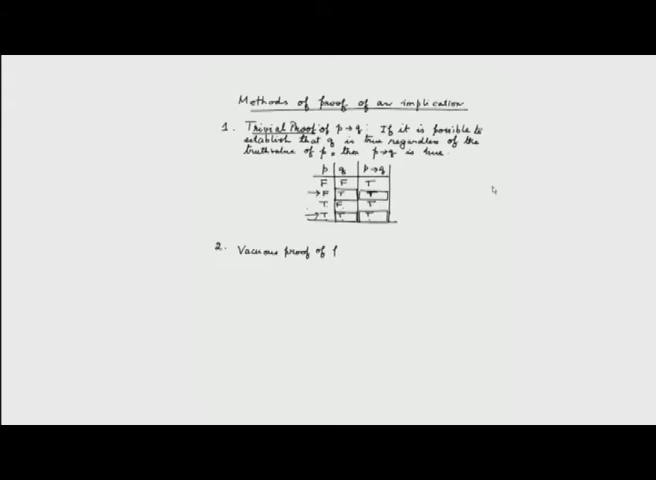 Methods of proof of an implication
1. Trivial Proof of p→q: If it is possible to
establish that q is true regardless of the
truthvalue of p, then p→q is true.
p q p→q
F F T
→ F T T
T F T
→ T T T
2. Vacuous proof of p